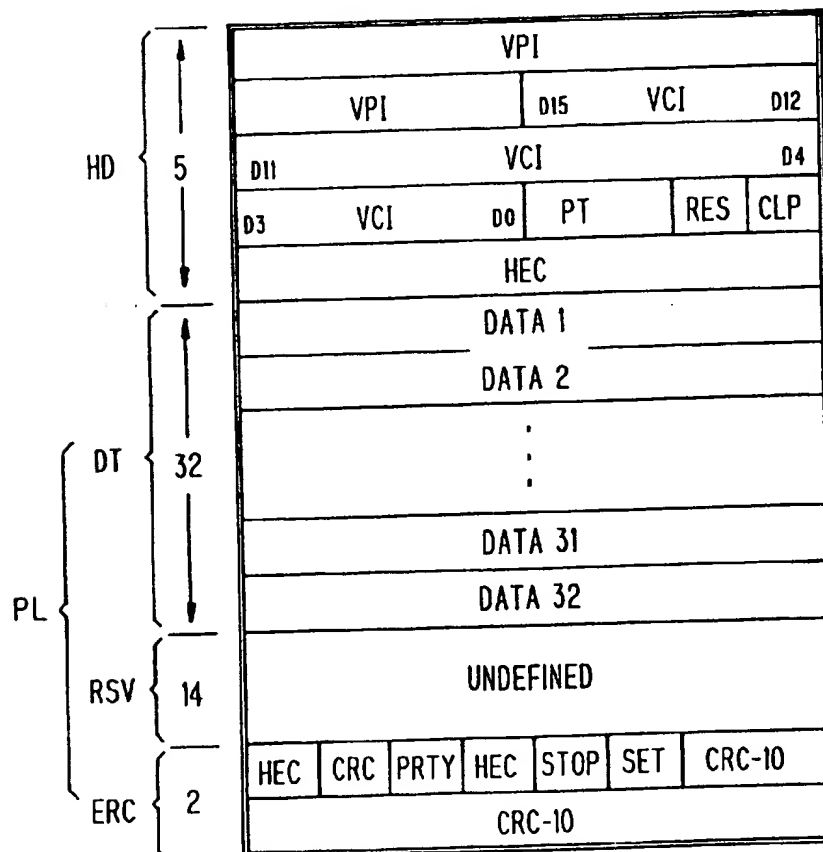 VPI
VPI D15 VCI D12
HD 5 D11 VCI D4
D3 VCI D0 PT RES CLP
HEC
DATA 1
DATA 2
DT 32
DATA 31
DATA 32
PL
RSV 14 UNDEFINED
HEC CRC PRTY HEC STOP SET CRC-10
ERC 2
CRC-10